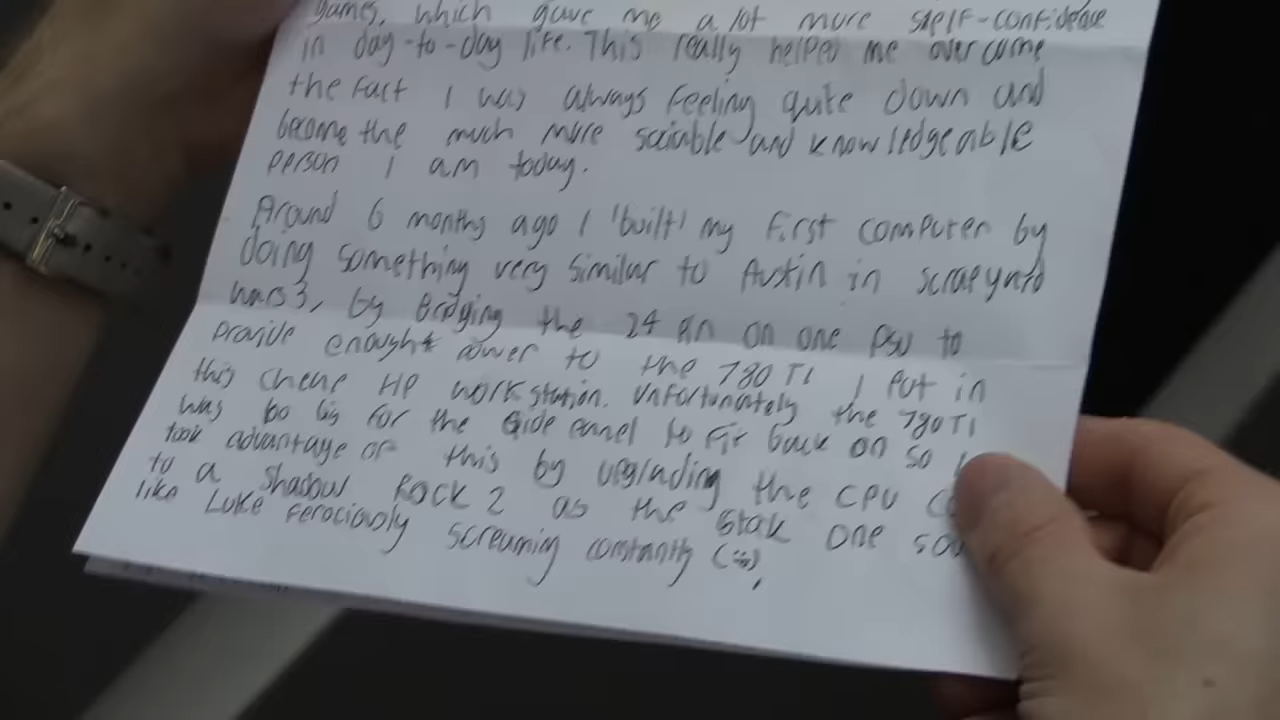 games, which gave me a lot more self-confidence
in day-to-day life. This really helped me overcome
the fact I was always feeling quite down and
become the much more sociable and knowledgeable
person I am today.
Around 6 months ago I 'built' my first computer by
doing something very similar to Austin in scrapyard
wars 3, by Bridging the 24 pin on one PSU to
provide enough power to the 780 TI I put in
this cheap HP workstation. Unfortunately the 780 TI
was too big for the side panel to fit back on so I
took advantage of this by upgrading the CPU
to a Shadow Rock 2 as the stock one
like Luke ferociously screaming constantly